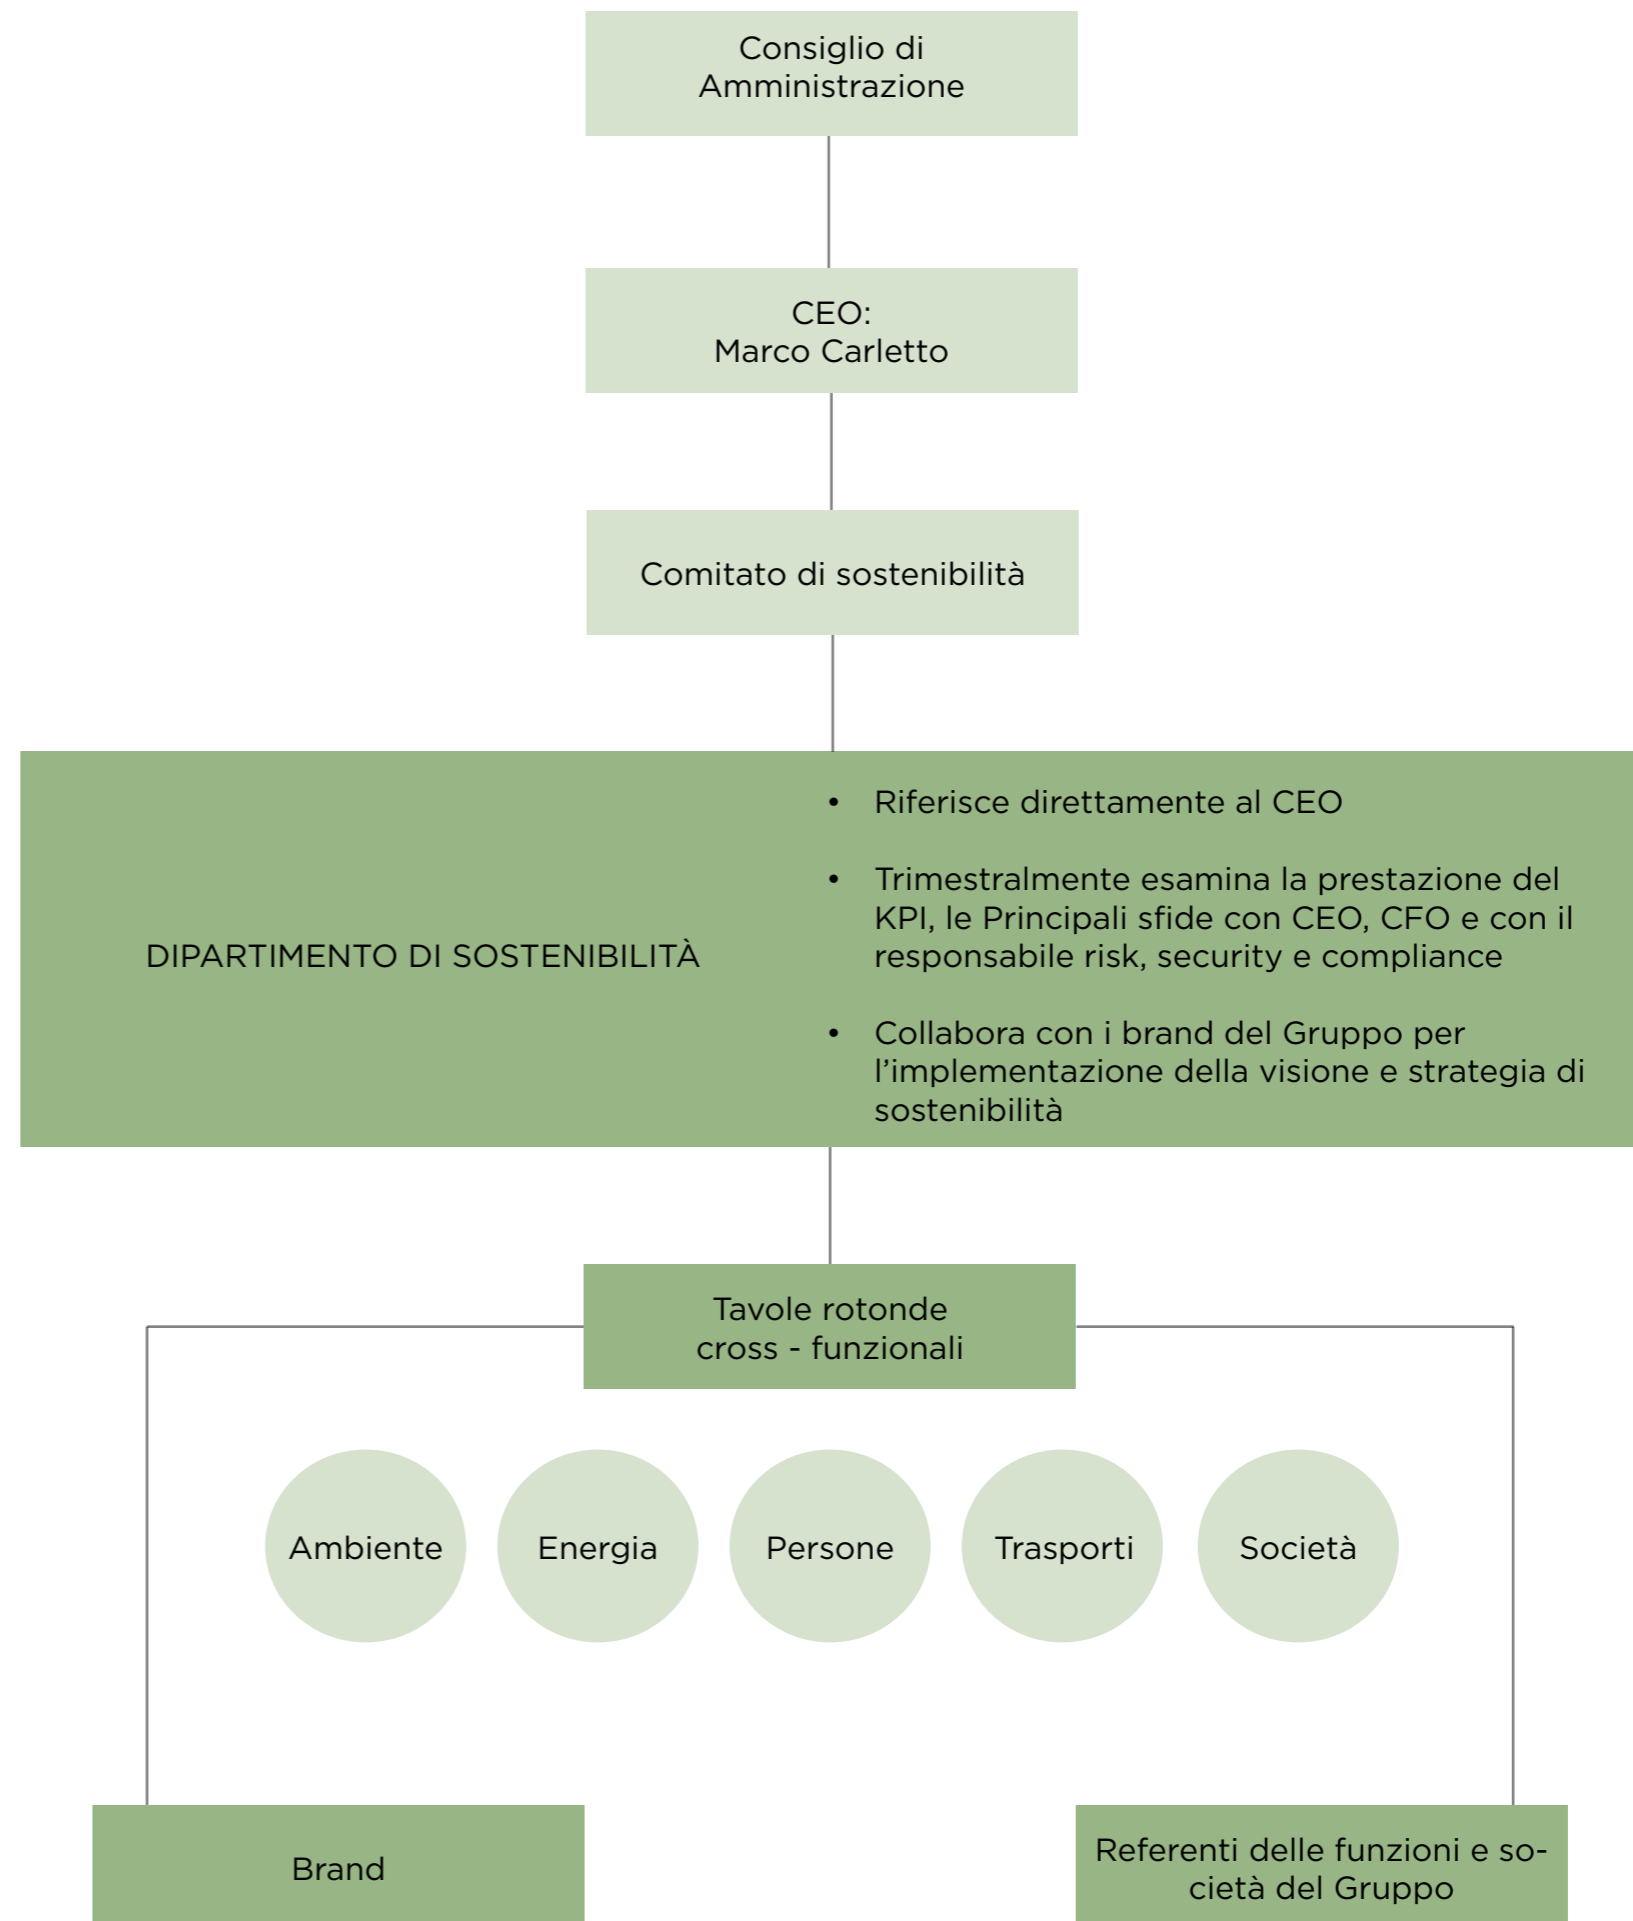 Consiglio di
Amministrazione
CEO:
Marco Carletto
Comitato di sostenibilità
DIPARTIMENTO DI SOSTENIBILITÀ
• Riferisce direttamente al CEO
• Trimestralmente esamina la prestazione del
KPI, le Principali sfide con CEO, CFO e con il
responsabile risk, security e compliance
• Collabora con i brand del Gruppo per
l’implementazione della visione e strategia di
sostenibilità
Tavole rotonde
cross - funzionali
Ambiente
Energia
Persone
Trasporti
Società
Brand
Referenti delle funzioni e so-
cietà del Gruppo